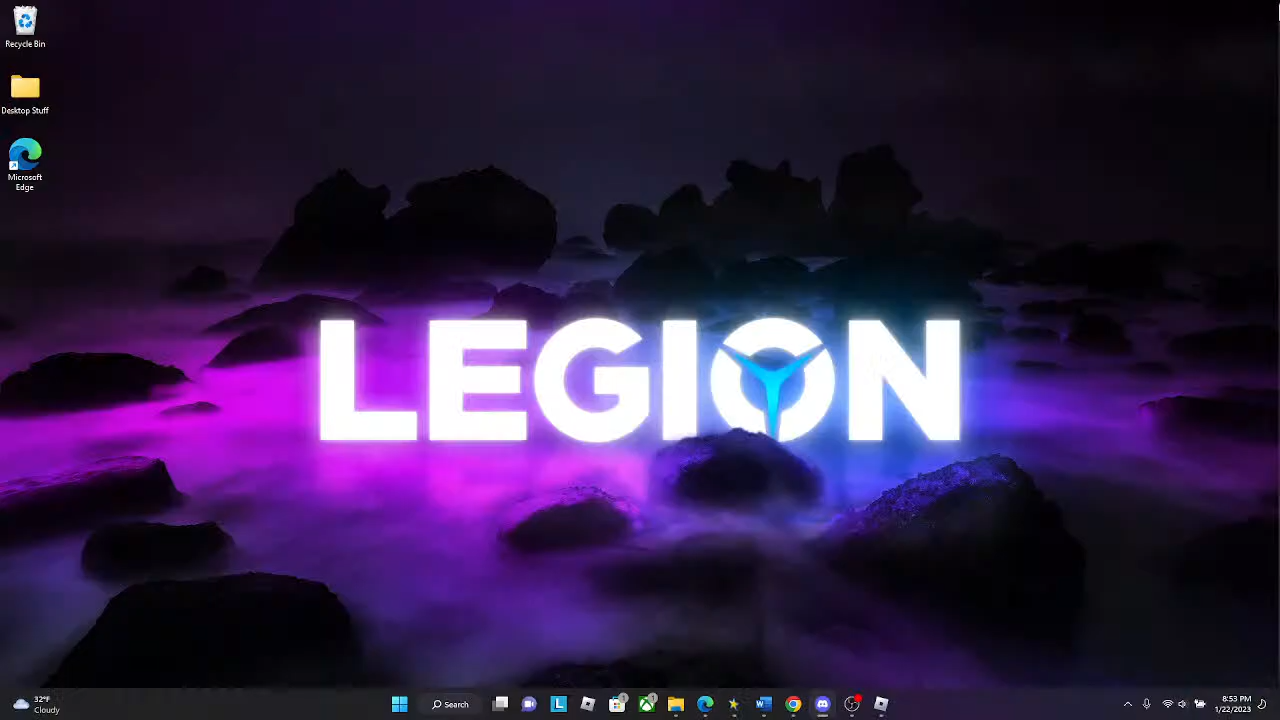 Recycle Bin
Desktop Stuff
Microsoft
Edge
LEGION
32°F
Cloudy
Search
L
W
8:53 PM
1/22/2023